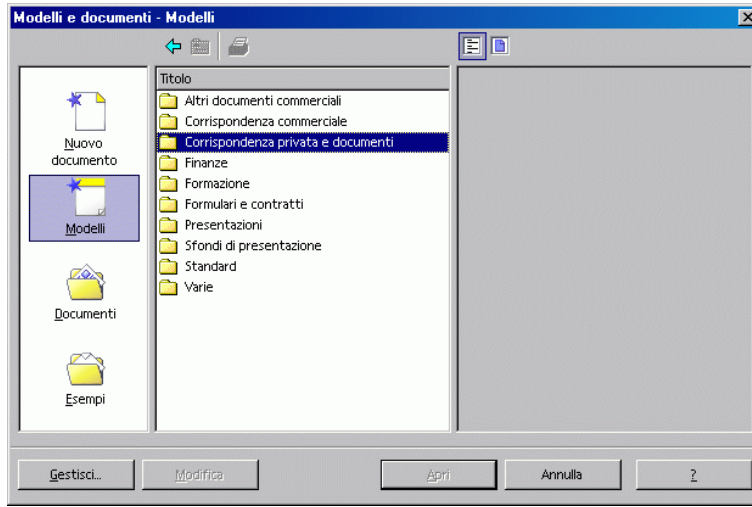 Modelli e documenti - Modelli
Titolo
Nuovo documento
Modelli
Documenti
Esempi
Altri documenti commerciali
Corrispondenza commerciale
Corrispondenza privata e documenti
Finanze
Formazione
Formulari e contratti
Presentazioni
Sfondi di presentazione
Standard
Varie
Gestisci...
Modifica
Apri
Annulla
?